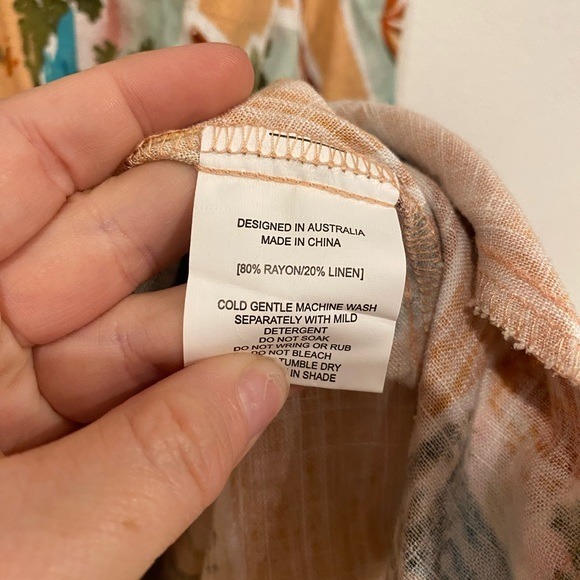 DESIGNED IN AUSTRALIA
MADE IN CHINA
[80% RAYON/20% LINEN]
COLD GENTLE MACHINE WASH
SEPARATELY WITH MILD
DETERGENT
DO NOT SOAK
DO NOT WRING OR RUB
DO NOT BLEACH
TUMBLE DRY
IN SHADE